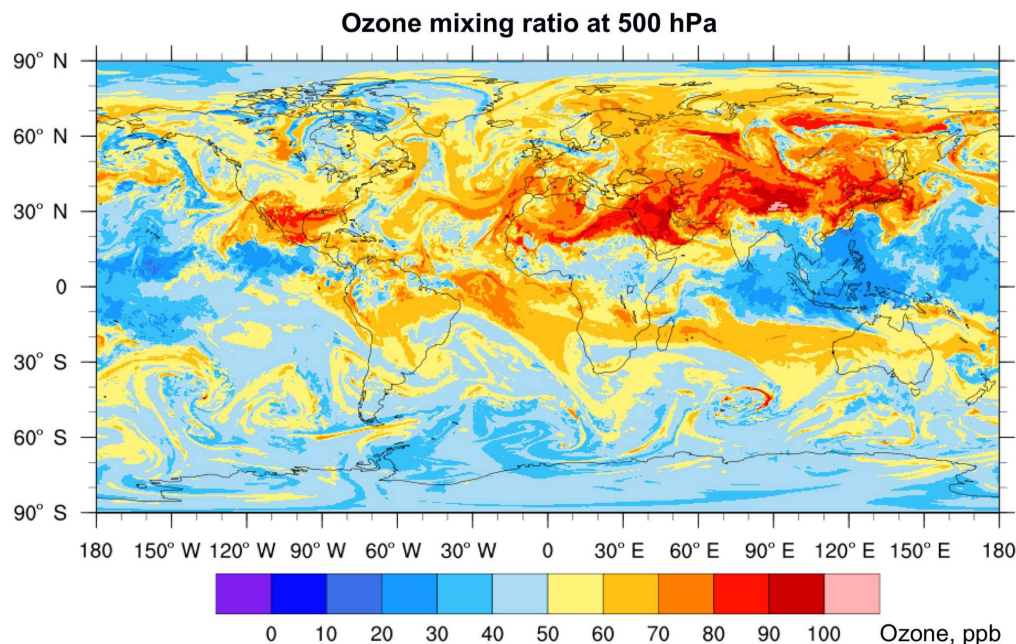 Ozone mixing ratio at 500 hPa
90° N
60° N
30° N
0
30° S
60° S
90° S
180 150° W 120° W 90° W 60° W 30° W 0 30° E 60° E 90° E 120° E 150° E 180
0 10 20 30 40 50 60 70 80 90 100 Ozone, ppb